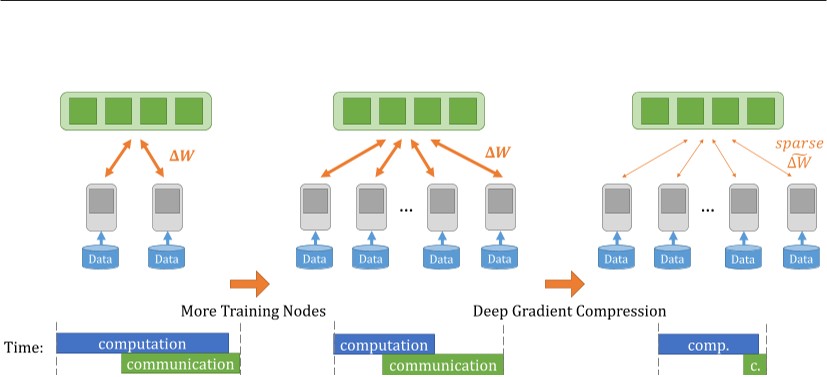 ΔW
ΔW
sparse
\widetilde{ΔW}
...
...
Data Data Data Data Data Data Data Data Data Data
More Training Nodes
Deep Gradient Compression
Time:
computation
computation
comp.
communication
communication
c.